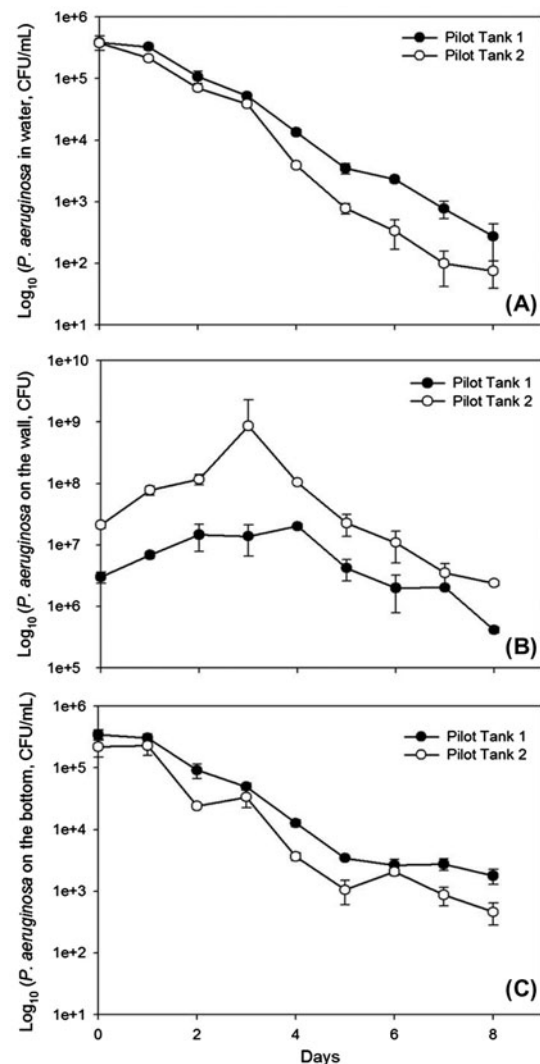 Log₁₀ (P. aeruginosa in water, CFU/mL)
1e+6
1e+5
1e+4
1e+3
1e+2
1e+1
Pilot Tank 1
Pilot Tank 2
(A)
Log₁₀ (P. aeruginosa on the wall, CFU)
1e+10
1e+9
1e+8
1e+7
1e+6
1e+5
Pilot Tank 1
Pilot Tank 2
(B)
Log₁₀ (P. aeruginosa on the bottom, CFU/mL)
1e+6
1e+5
1e+4
1e+3
1e+2
1e+1
Pilot Tank 1
Pilot Tank 2
(C)
0 2 4 6 8
Days